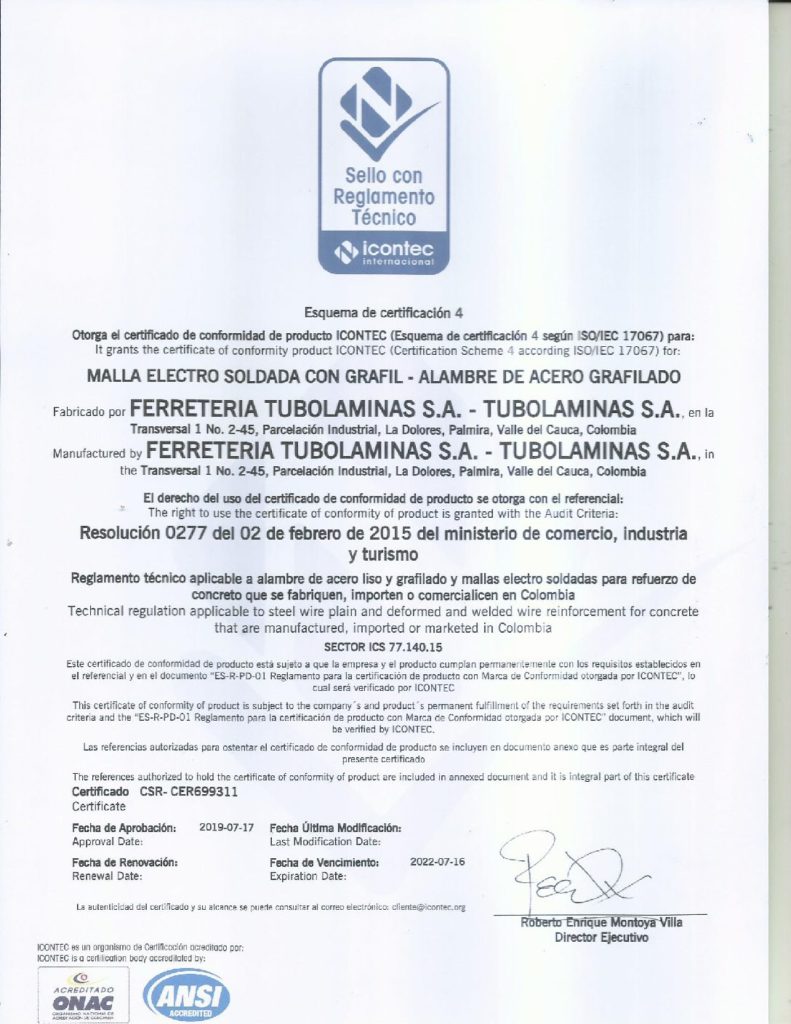 Sello con
Reglamento
Técnico
icontec
internacional
Esquema de certificación 4
Otorga el certificado de conformidad de producto ICONTEC (Esquema de certificación 4 según ISO/IEC 17067) para:
It grants the certificate of conformity product ICONTEC (Certification Scheme 4 according ISO/IEC 17067) for:
MALLA ELECTRO SOLDADA CON GRAFIL - ALAMBRE DE ACERO GRAFILADO
Fabricado por FERRETERIA TUBOLAMINAS S.A. - TUBOLAMINAS S.A., en la
Transversal 1 No. 2-45, Parcelación Industrial, La Dolores, Palmira, Valle del Cauca, Colombia
Manufactured by FERRETERIA TUBOLAMINAS S.A. - TUBOLAMINAS S.A., in
the Transversal 1 No. 2-45, Parcelación Industrial, La Dolores, Palmira, Valle del Cauca, Colombia
El derecho del uso del certificado de conformidad de producto se otorga con el referencial:
The right to use the certificate of conformity of product is granted with the Audit Criteria:
Resolución 0277 del 02 de febrero de 2015 del ministerio de comercio, industria
y turismo
Reglamento técnico aplicable a alambre de acero liso y grafilado y mallas electro soldadas para refuerzo de
concreto que se fabriquen, importen o comercialicen en Colombia
Technical regulation applicable to steel wire plain and deformed and welded wire reinforcement for concrete
that are manufactured, imported or marketed in Colombia
SECTOR ICS 77.140.15
Este certificado de conformidad de producto está sujeto a que la empresa y el producto cumplan permanentemente con los requisitos establecidos en
el referencial y en el documento "ES-R-PD-01 Reglamento para la certificación de producto con Marca de Conformidad otorgada por ICONTEC", lo
cual será verificado por ICONTEC
This certificate of conformity of product is subject to the company´s and product´s permanent fulfillment of the requirements set forth in the audit
criteria and the "ES-R-PD-01 Reglamento para la certificación de producto con Marca de Conformidad otorgada por ICONTEC" document, which will
be verified by ICONTEC.
Las referencias autorizadas para ostentar el certificado de conformidad de producto se incluyen en documento anexo que es parte integral del
presente certificado
The references authorized to hold the certificate of conformity of product are included in annexed document and it is integral part of this certificate
Certificado CSR- CER699311
Certificate
Fecha de Aprobación: 2019-07-17 Fecha Última Modificación:
Approval Date: Last Modification Date:
Fecha de Renovación: Fecha de Vencimiento: 2022-07-16
Renewal Date: Expiration Date:
La autenticidad del certificado y su alcance se puede consultar al correo electrónico: cliente@icontec.org
Roberto Enrique Montoya Villa
Director Ejecutivo
ICONTEC es un organismo de Certificación acreditado por:
ICONTEC is a certification body accreditated by:
ACREDITADO
ONAC
ORGANISMO NACIONAL DE
ACREDITACIÓN DE COLOMBIA
ANSI
ACCREDITED